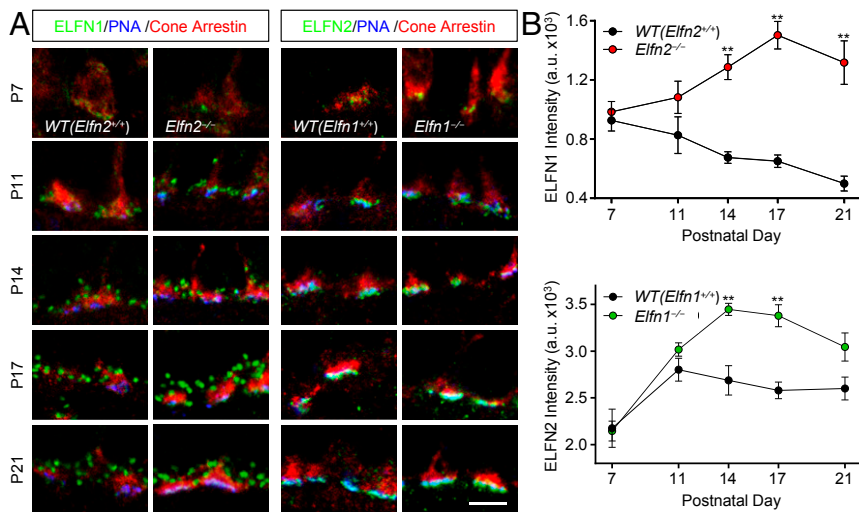 A
ELFN1/PNA /Cone Arrestin
ELFN2/PNA /Cone Arrestin
P7
WT(Elfn2+/+)
Elfn2−/−
WT(Elfn1+/+)
Elfn1−/−
P11
P14
P17
P21
B
ELFN1 Intensity (a.u. x10³)
1.6
1.2
0.8
0.4
WT(Elfn2+/+)
Elfn2−/−
**
**
**
7 11 14 17 21
Postnatal Day
ELFN2 Intensity (a.u. x10³)
3.5
3.0
2.5
2.0
WT(Elfn1+/+)
Elfn1−/−
**
**
7 11 14 17 21
Postnatal Day